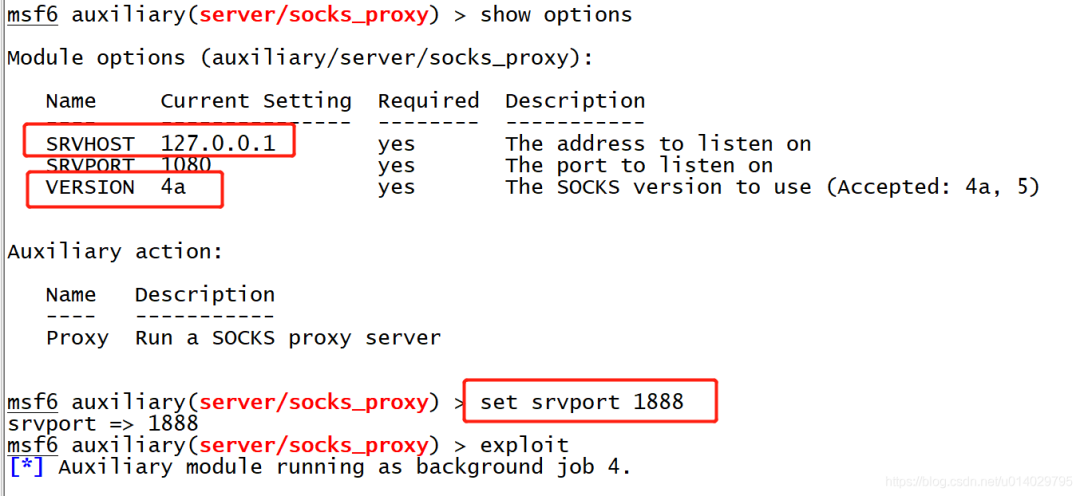 msf6 auxiliary(server/socks_proxy) > show options
Module options (auxiliary/server/socks_proxy):
Name Current Setting Required Description
---- --------------- -------- -----------
SRVHOST 127.0.0.1 yes The address to listen on
SRVPORT 1080 yes The port to listen on
VERSION 4a yes The SOCKS version to use (Accepted: 4a, 5)
Auxiliary action:
Name Description
---- -----------
Proxy Run a SOCKS proxy server
msf6 auxiliary(server/socks_proxy) > set srvport 1888
srvport => 1888
msf6 auxiliary(server/socks_proxy) > exploit
[*] Auxiliary module running as background job 4.
https://blog.csdn.net/u014029795